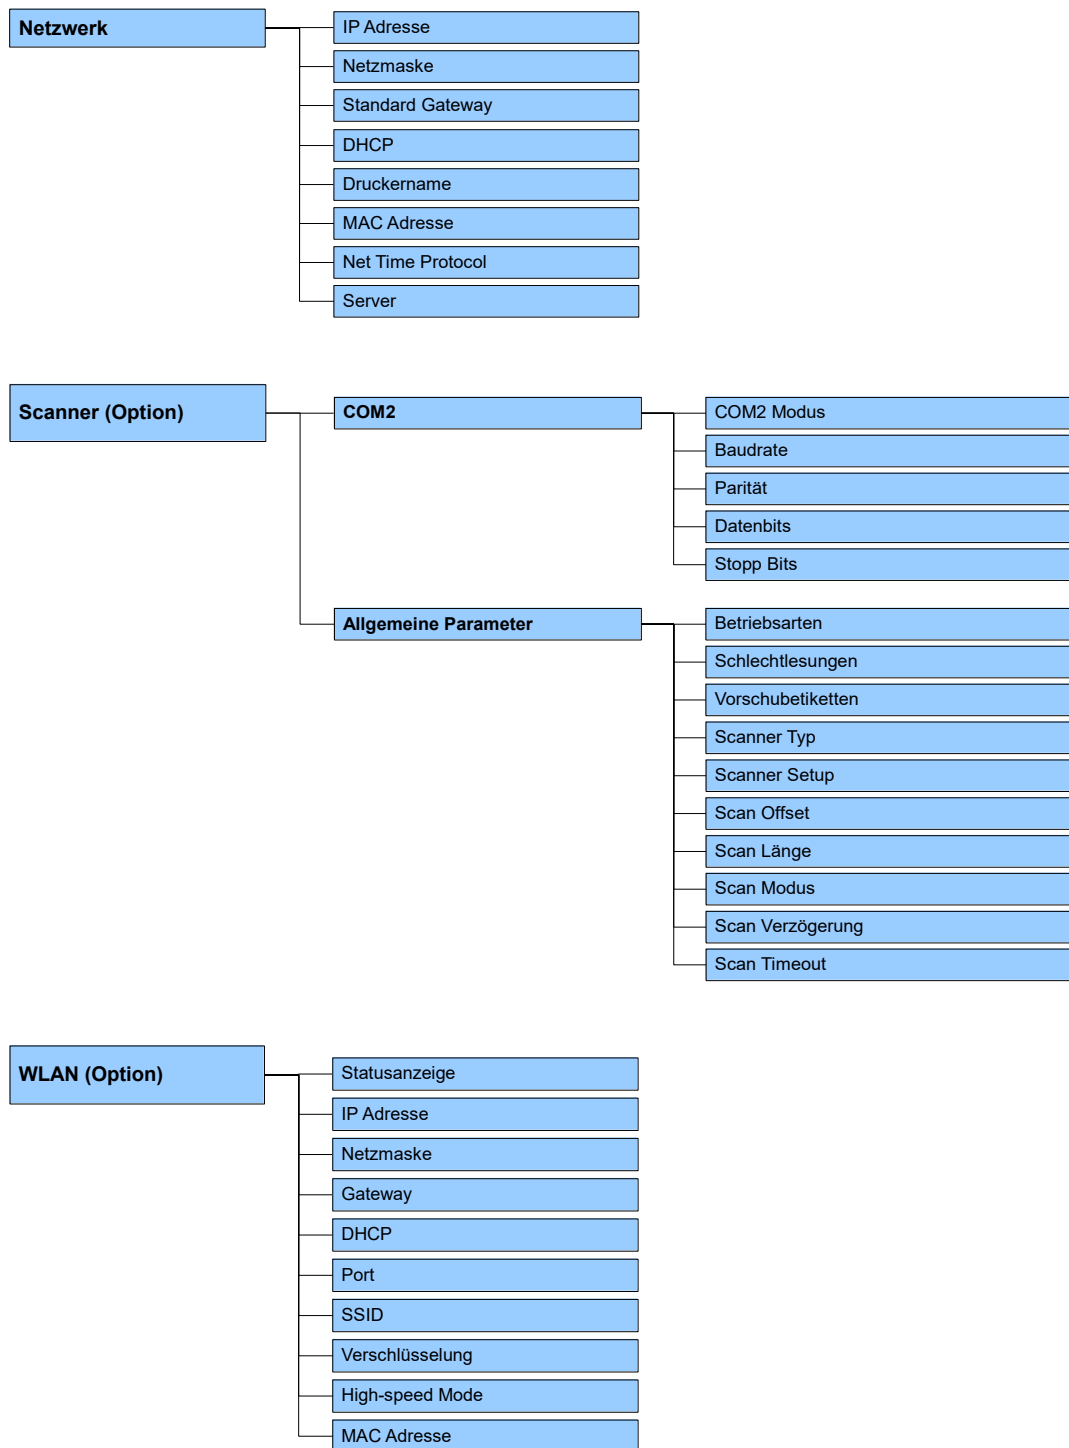 Netzwerk
IP Adresse
Netzmaske
Standard Gateway
DHCP
Druckername
MAC Adresse
Net Time Protocol
Server
Scanner (Option)
COM2
COM2 Modus
Baudrate
Parität
Datenbits
Stopp Bits
Allgemeine Parameter
Betriebsarten
Schlechtlesungen
Vorschubetiketten
Scanner Typ
Scanner Setup
Scan Offset
Scan Länge
Scan Modus
Scan Verzögerung
Scan Timeout
WLAN (Option)
Statusanzeige
IP Adresse
Netzmaske
Gateway
DHCP
Port
SSID
Verschlüsselung
High-speed Mode
MAC Adresse